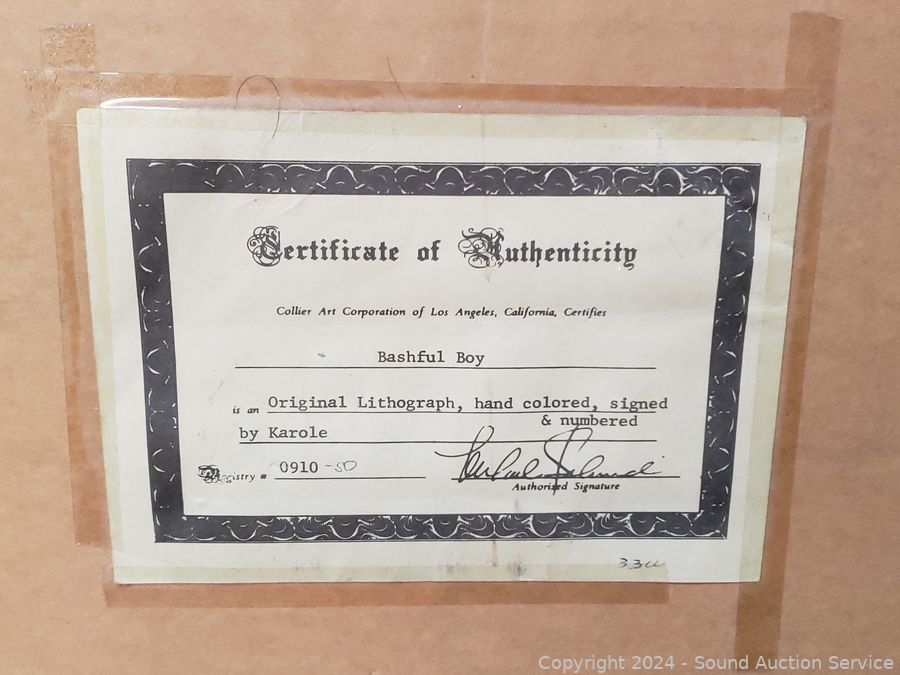 Certificate of Authenticity
Collier Art Corporation of Los Angeles, California, Certifies
Bashful Boy
is an Original Lithograph, hand colored, signed
& numbered
by Karole
Registry # 0910 -50
Authorized Signature
Copyright 2024 - Sound Auction Service